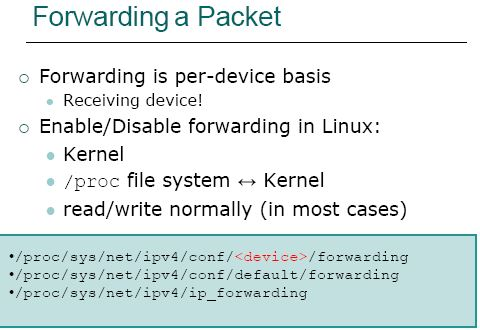 Forwarding a Packet
Forwarding is per-device basis
Receiving device!
Enable/Disable forwarding in Linux:
Kernel
/proc file system ↔ Kernel
read/write normally (in most cases)
•/proc/sys/net/ipv4/conf/<device>/forwarding
•/proc/sys/net/ipv4/conf/default/forwarding
•/proc/sys/net/ipv4/ip_forwarding